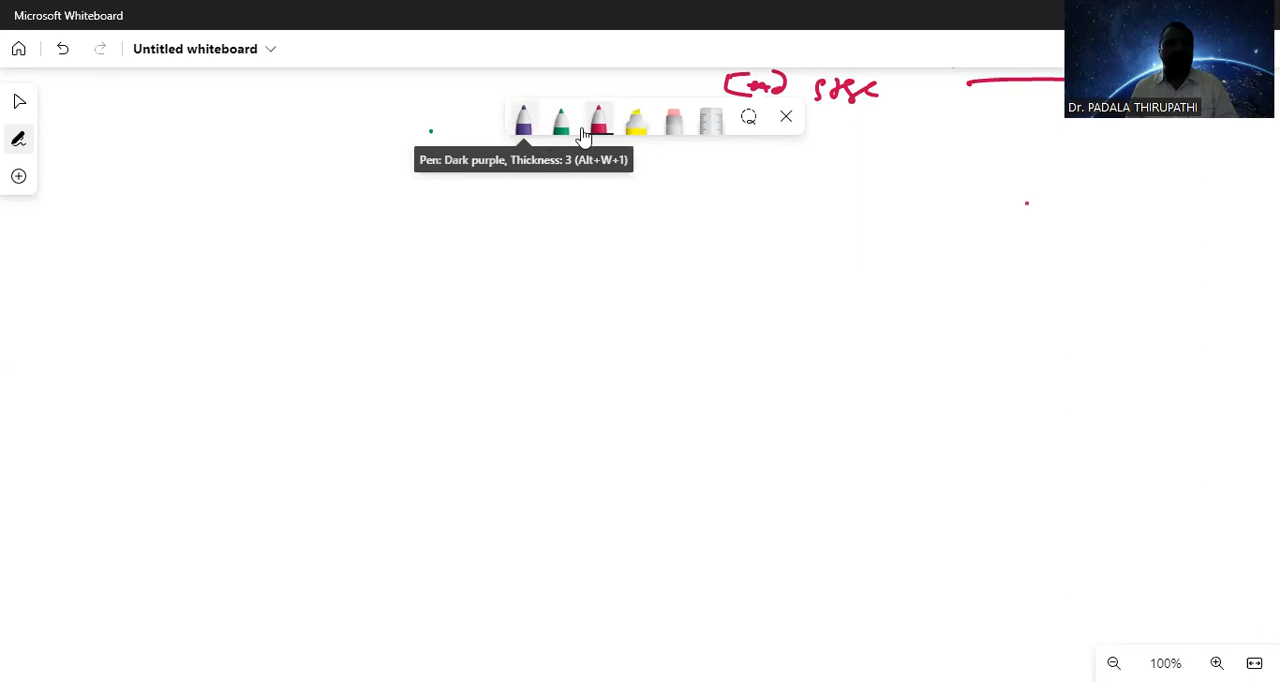 Microsoft Whiteboard
Untitled whiteboard
Dr. PADALA THIRUPATHI
Pen: Dark purple, Thickness: 3 (Alt+W+1)
100%